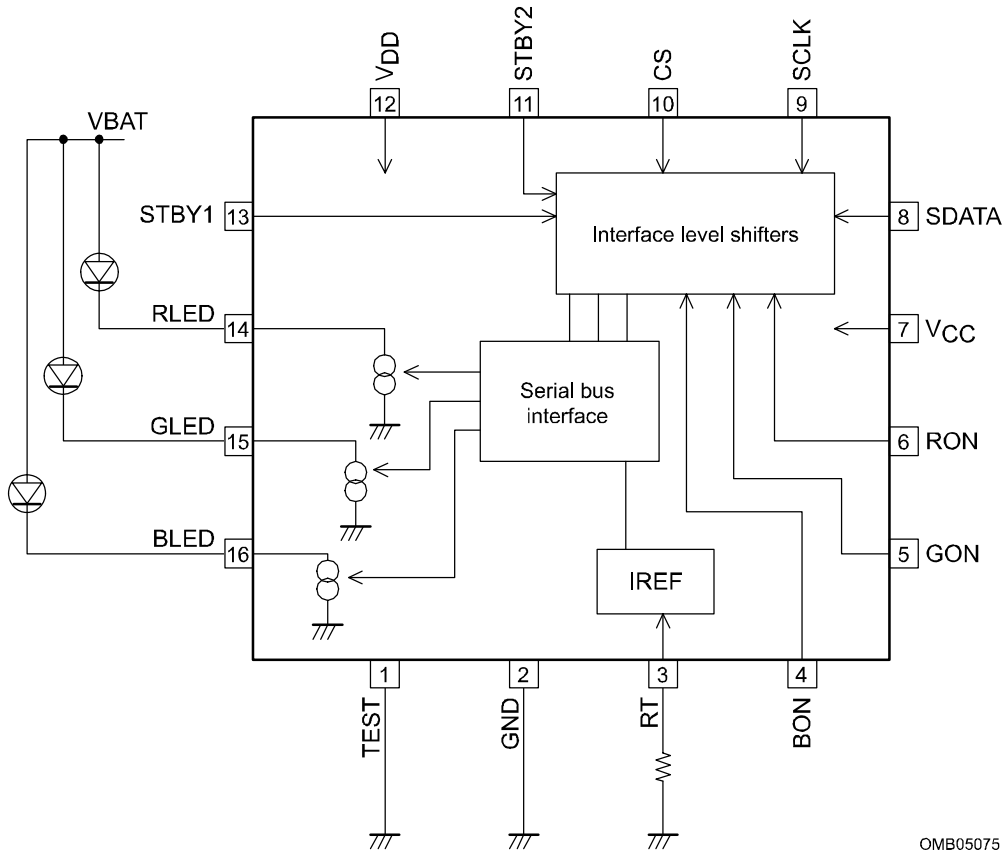 VDD
STBY2
CS
SCLK
12
11
10
9
VBAT
STBY1
13
Interface level shifters
8
SDATA
RLED
14
7
VCC
Serial bus
interface
GLED
15
6
RON
BLED
16
IREF
5
GON
1
2
3
4
TEST
GND
RT
BON
OMB05075